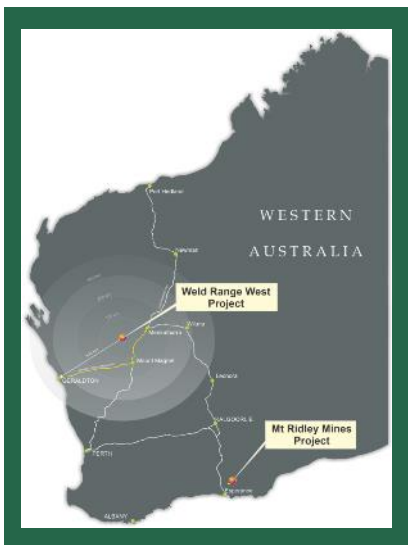 Port Hedland
WESTERN
AUSTRALIA
Newman
Weld Range West
Project
Meekatharra
Wiluna
Mount Magnet
GERALDTON
Leonora
KALGOORLIE
Mt Ridley Mines
Project
PERTH
Esperance
ALBANY